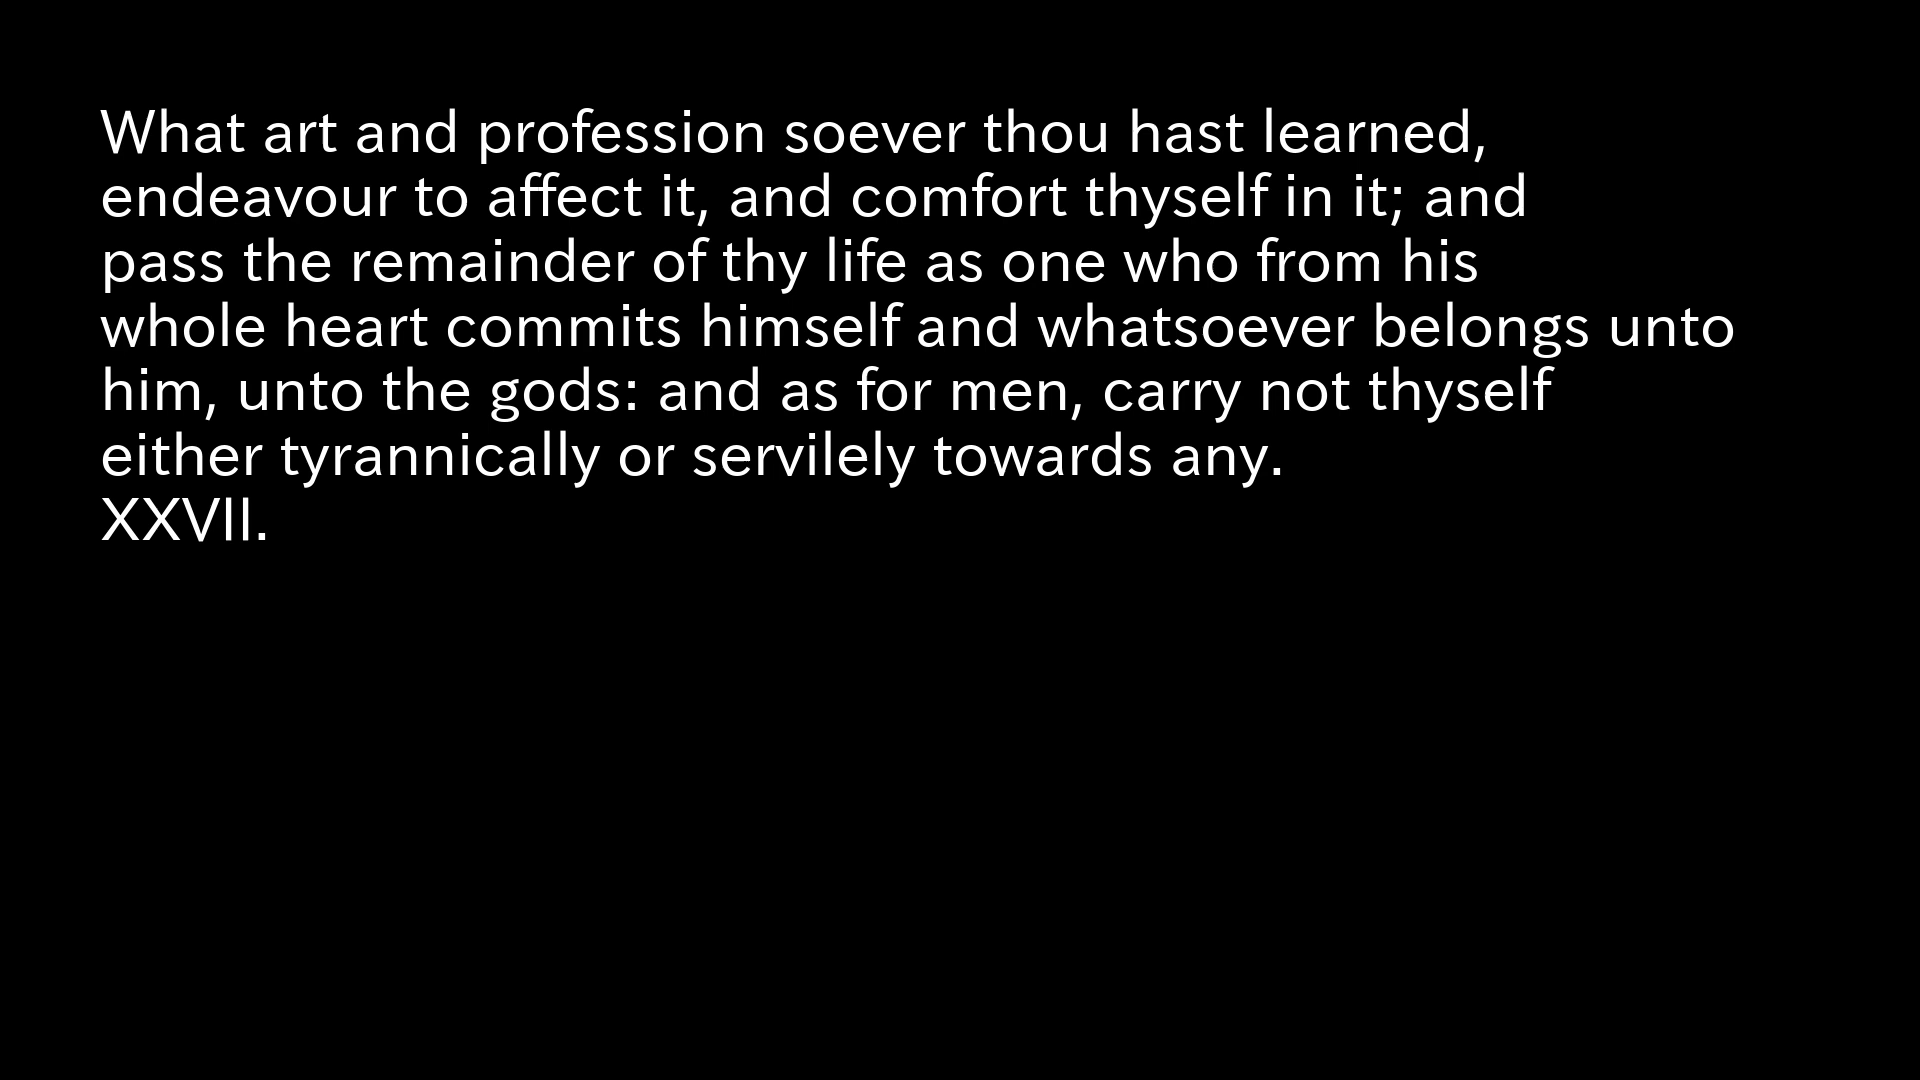 What art and profession soever thou hast learned,
endeavour to affect it, and comfort thyself in it; and
pass the remainder of thy life as one who from his
whole heart commits himself and whatsoever belongs unto
him, unto the gods: and as for men, carry not thyself
either tyrannically or servilely towards any.
XXVII.